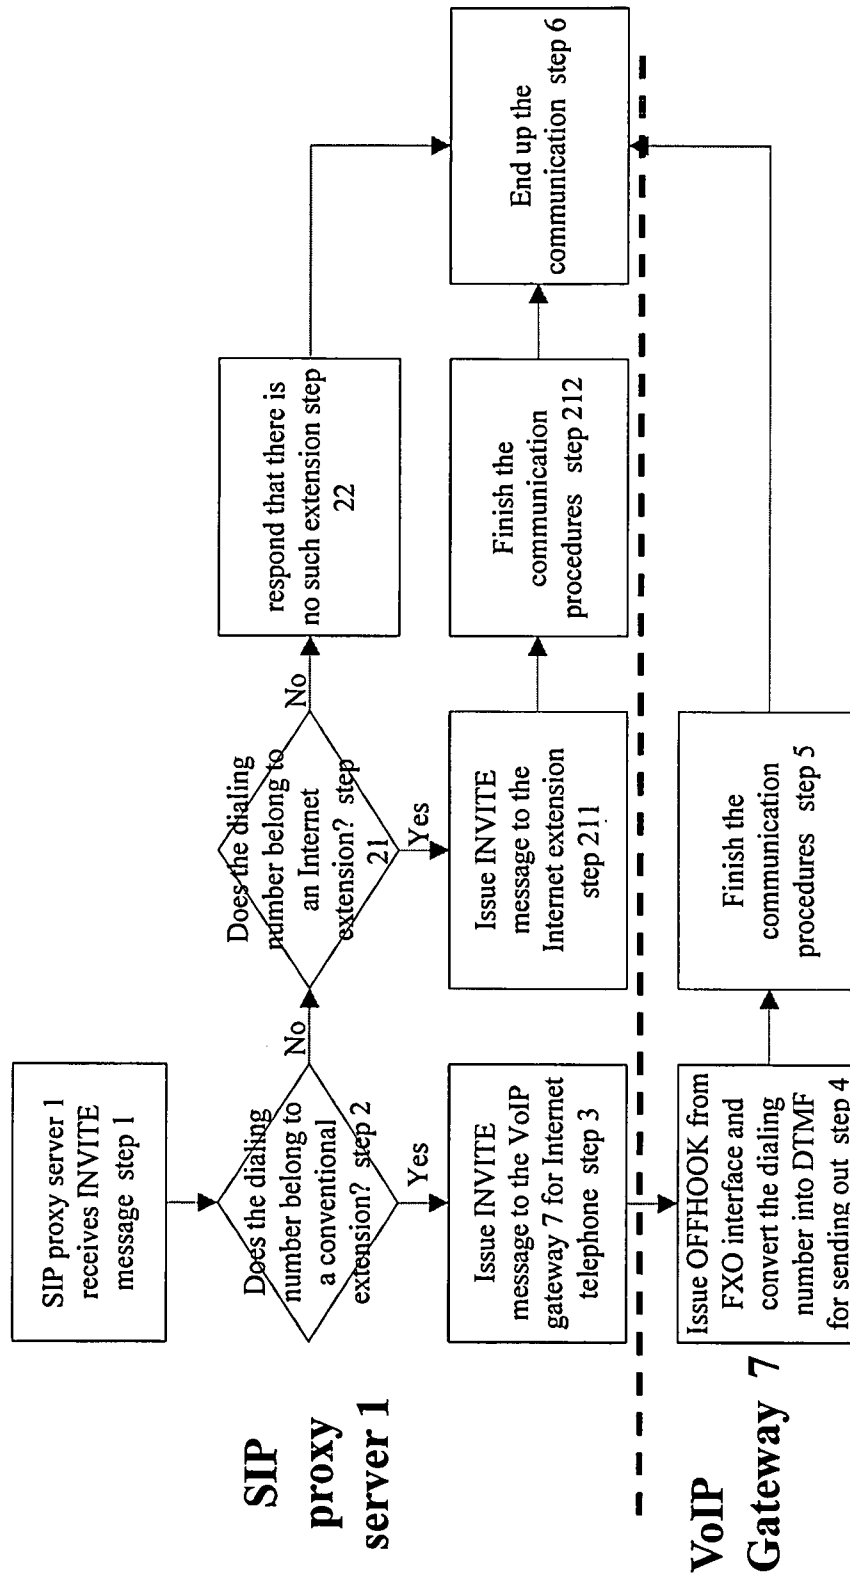 SIP proxy server 1
receives INVITE
message step 1
SIP
proxy
server 1
Does the dialing
number belong to
a conventional
extension? step 2
No
Yes
Does the dialing
number belong to
an Internet
extension? step
21
No
Yes
respond that there is
no such extension step
22
Issue INVITE
message to the VoIP
gateway 7 for Internet
telephone step 3
Issue INVITE
message to the
Internet extension
step 211
Finish the
communication
procedures step 212
End up the
communication step 6
VoIP
Gateway 7
Issue OFFHOOK from
FXO interface and
convert the dialing
number into DTMF
for sending out step 4
Finish the
communication
procedures step 5